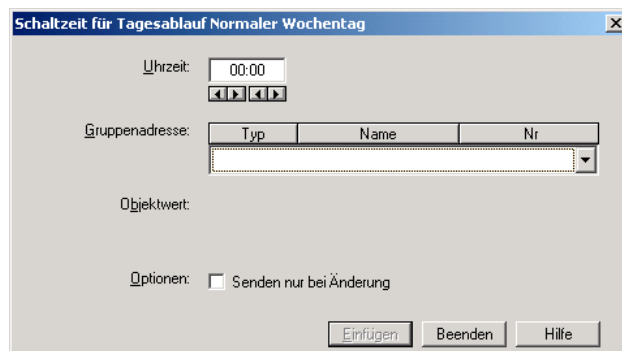 Schaltzeit für Tagesablauf Normaler Wochentag
Uhrzeit: 00:00
Gruppenadresse: Typ Name Nr
Objektwert:
Optionen: Senden nur bei Änderung
Einfügen Beenden Hilfe